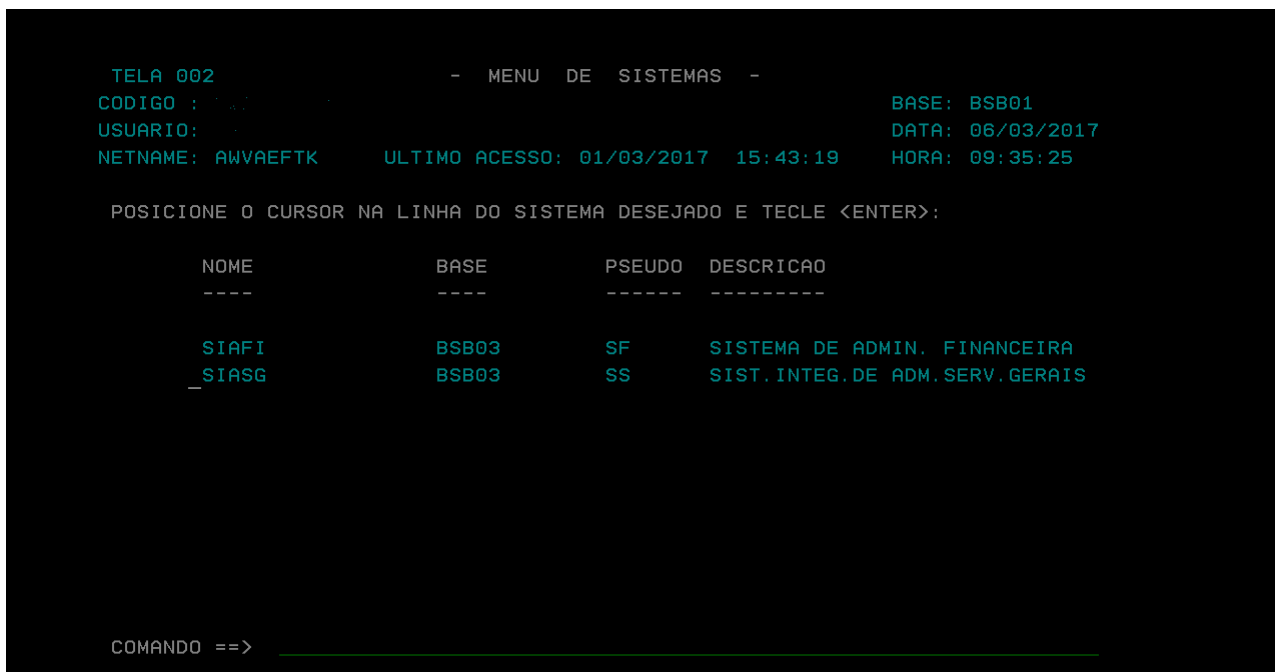 TELA 002 - MENU DE SISTEMAS -
CODIGO : BASE: BSB01
USUARIO: DATA: 06/03/2017
NETNAME: AWVAEFTK ULTIMO ACESSO: 01/03/2017 15:43:19 HORA: 09:35:25
POSICIONE O CURSOR NA LINHA DO SISTEMA DESEJADO E TECLE <ENTER>:
NOME BASE PSEUDO DESCRICAO
---- ---- ------ ---------
SIAFI BSB03 SF SISTEMA DE ADMIN. FINANCEIRA
_SIASG BSB03 SS SIST.INTEG.DE ADM.SERV.GERAIS
COMANDO ==>